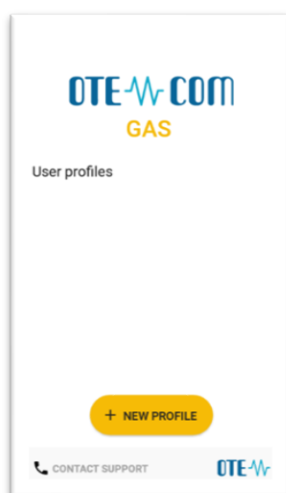 OTE COM
GAS
User profiles
+ NEW PROFILE
CONTACT SUPPORT
OTE